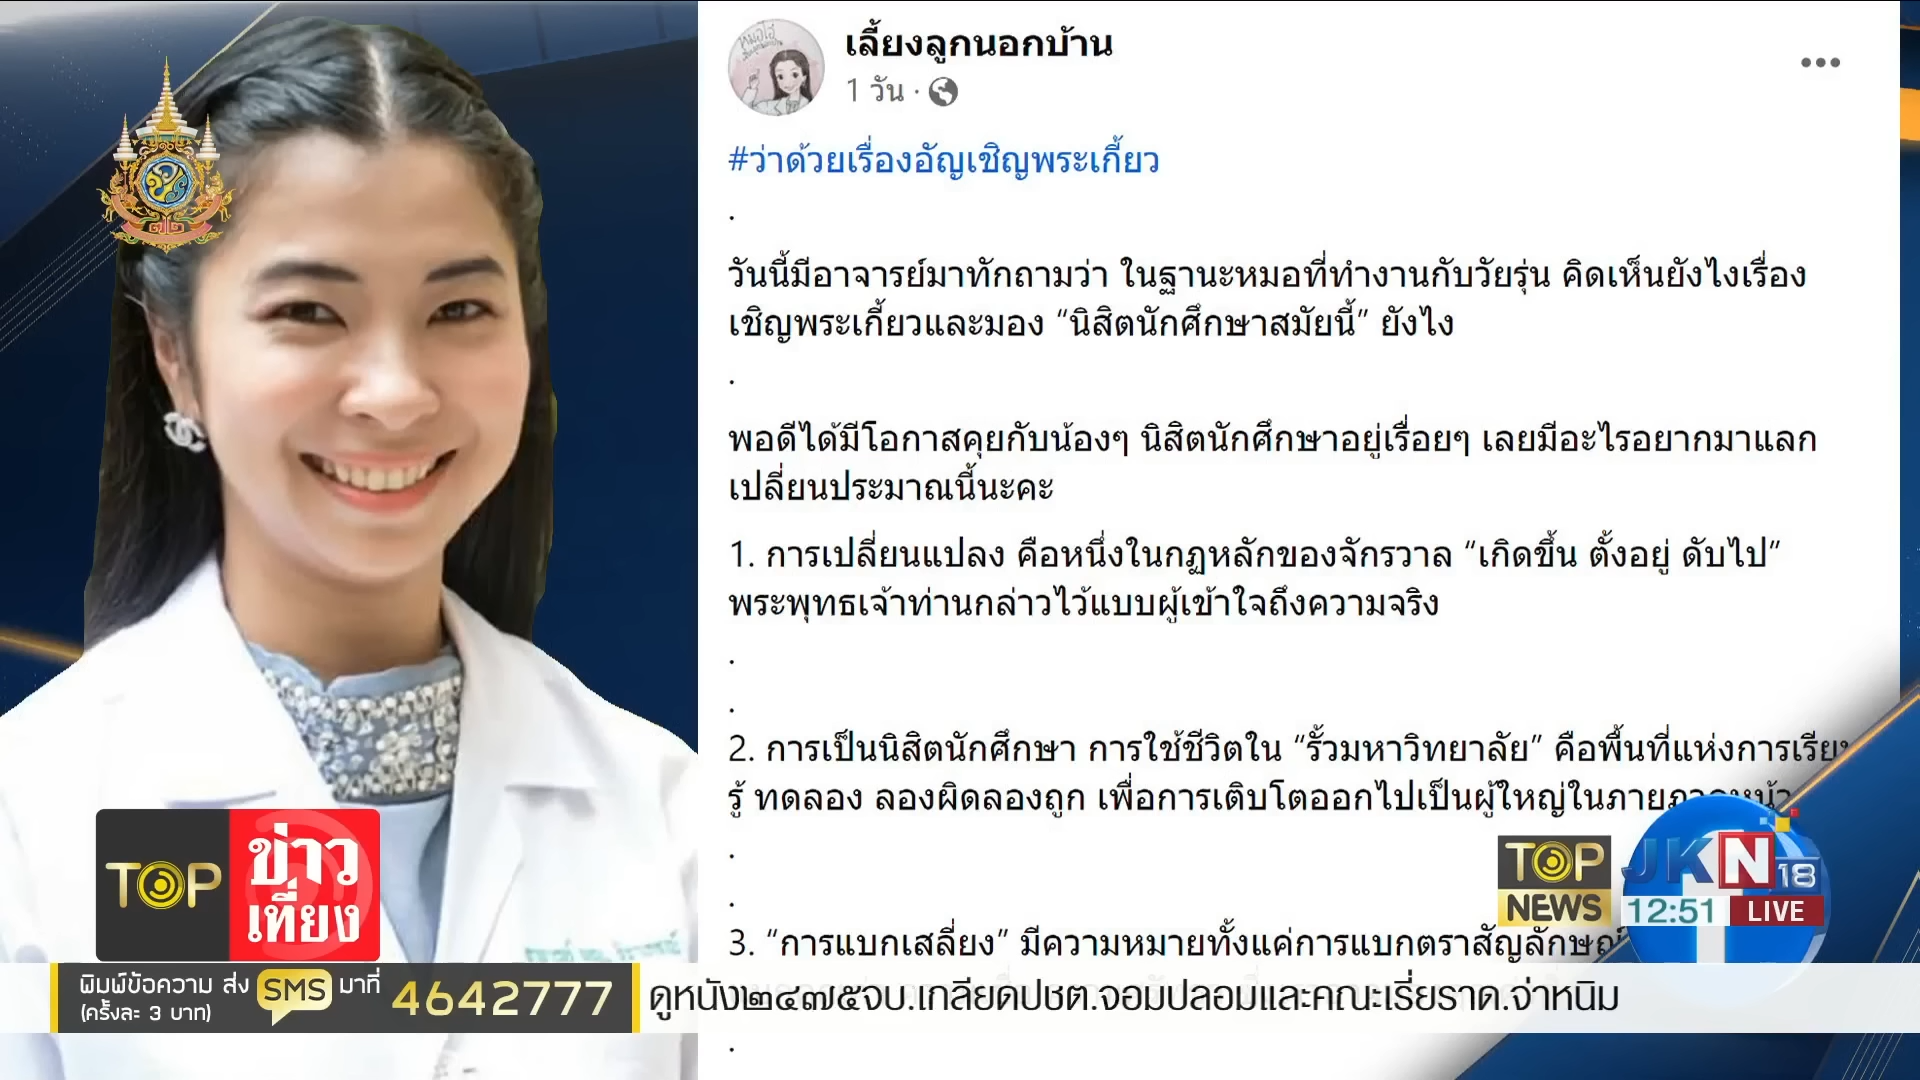 เลี้ยงลูกนอกบ้าน
1 วัน ·
#ว่าด้วยเรื่องอัญเชิญพระเกี้ยว
.
วันนี้มีอาจารย์มาทักถามว่า ในฐานะหมอที่ทำงานกับวัยรุ่น คิดเห็นยังไงเรื่อง
เชิญพระเกี้ยวและมอง “นิสิตนักศึกษาสมัยนี้” ยังไง
.
พอดีได้มีโอกาสคุยกับน้องๆ นิสิตนักศึกษาอยู่เรื่อยๆ เลยมีอะไรอยากมาแลก
เปลี่ยนประมาณนี้นะคะ
1. การเปลี่ยนแปลง คือหนึ่งในกฏหลักของจักรวาล “เกิดขึ้น ตั้งอยู่ ดับไป”
พระพุทธเจ้าท่านกล่าวไว้แบบผู้เข้าใจถึงความจริง
.
.
2. การเป็นนิสิตนักศึกษา การใช้ชีวิตใน “รั้วมหาวิทยาลัย” คือพื้นที่แห่งการเรียน
รู้ ทดลอง ลองผิดลองถูก เพื่อการเติบโตออกไปเป็นผู้ใหญ่ในภายภาคหน้า
.
.
3. “การแบกเสลี่ยง” มีความหมายทั้งแค่การแบกตราสัญลักษณ์
.
๗๒
TOP
ข่าว
เที่ยง
TOP
NEWS
JKN 18
12:51 LIVE
พิมพ์ข้อความ ส่ง SMS มาที่ 4642777
(ครั้งละ 3 บาท)
ดูหนัง๒๔๗๕จบ.เกลียดปชต.จอมปลอมและคณะเรี่ยราด.จ่าหนิม